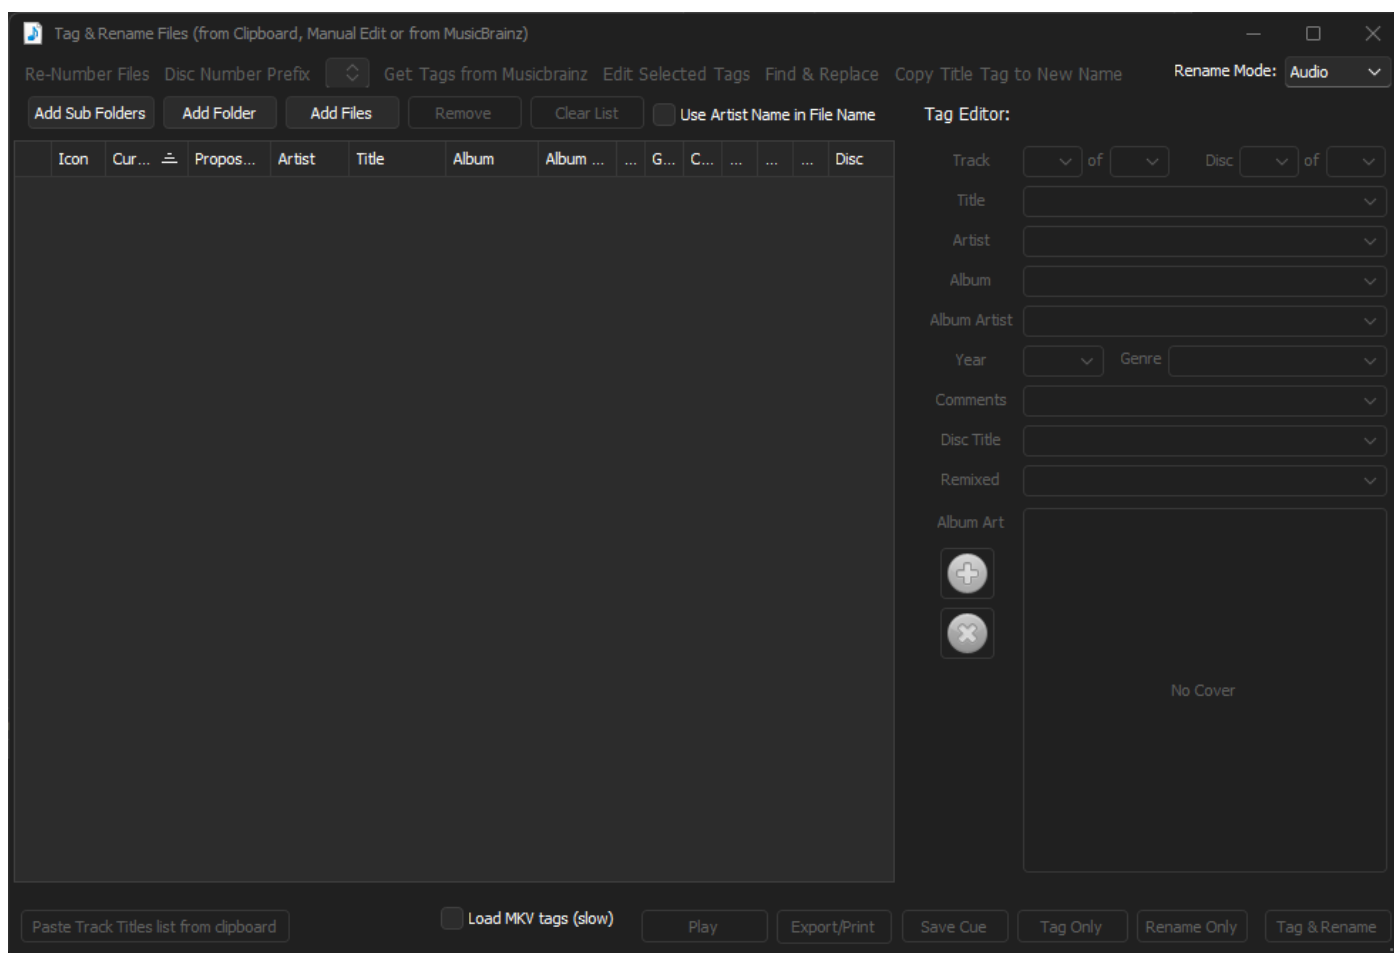 Tag & Rename Files (from Clipboard, Manual Edit or from MusicBrainz)
Re-Number Files Disc Number Prefix Get Tags from Musicbrainz Edit Selected Tags Find & Replace Copy Title Tag to New Name Rename Mode: Audio
Add Sub Folders Add Folder Add Files Remove Clear List Use Artist Name in File Name Tag Editor:
Icon Cur... Propos... Artist Title Album Album ... ... G... C... ... ... ... Disc
Track of Disc of
Title
Artist
Album
Album Artist
Year Genre
Comments
Disc Title
Remixed
Album Art
No Cover
Paste Track Titles list from clipboard Load MKV tags (slow) Play Export/Print Save Cue Tag Only Rename Only Tag & Rename